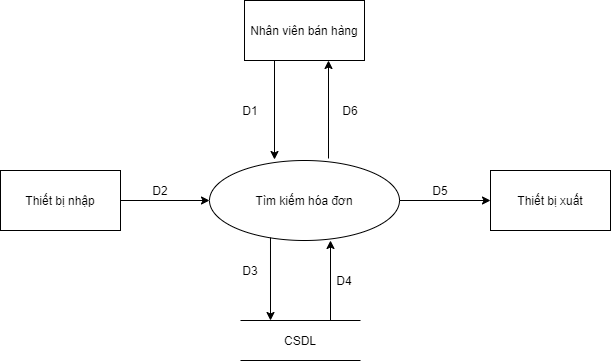 Nhân viên bán hàng
D1
D6
Thiết bị nhập
D2
Tìm kiếm hóa đơn
D5
Thiết bị xuất
D3
D4
CSDL